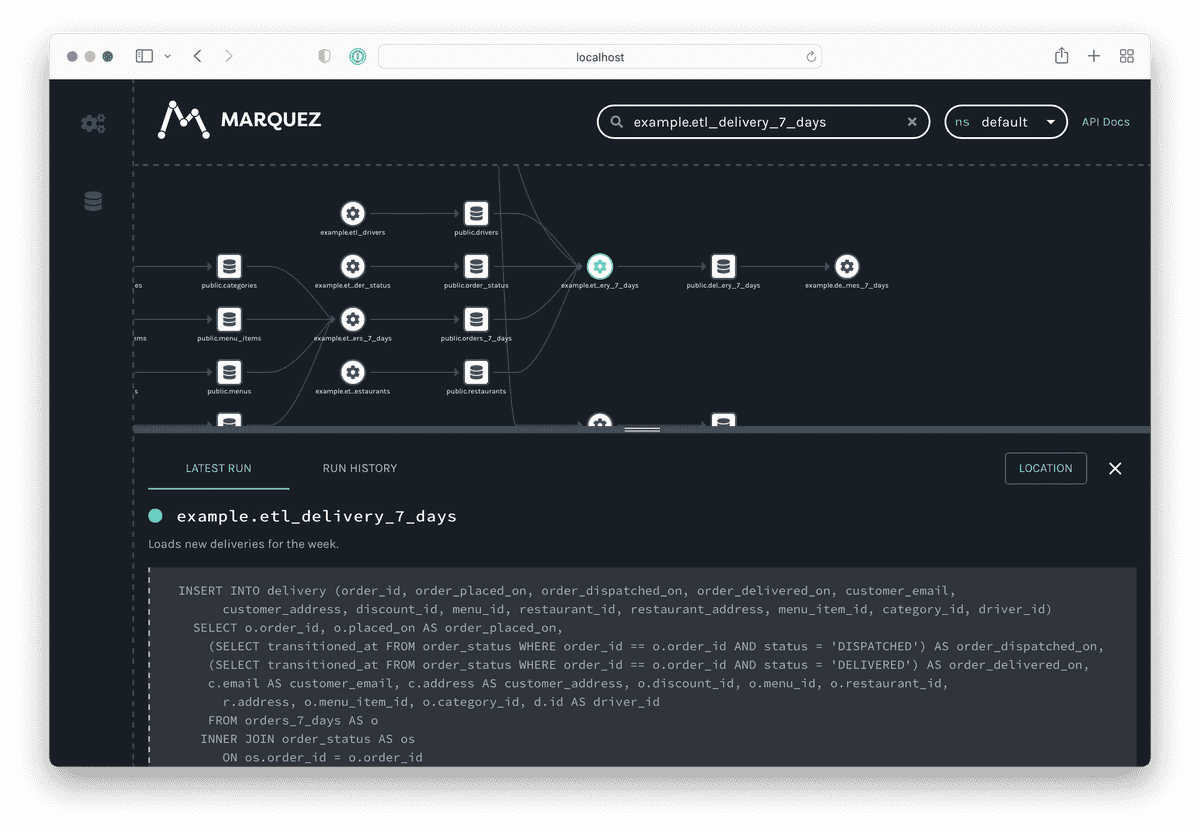 localhost
MARQUEZ
example.etl_delivery_7_days
ns default
API Docs
example.etl_drivers
public.drivers
es
public.categories
example.et...der_status
public.order_status
example.et...ery_7_days
public.del...ery_7_days
example.de...mes_7_days
ms
public.menu_items
example.et...ers_7_days
public.orders_7_days
s
public.menus
example.et...estaurants
public.restaurants
LATEST RUN
RUN HISTORY
LOCATION
example.etl_delivery_7_days
Loads new deliveries for the week.
INSERT INTO delivery (order_id, order_placed_on, order_dispatched_on, order_delivered_on, customer_email,
customer_address, discount_id, menu_id, restaurant_id, restaurant_address, menu_item_id, category_id, driver_id)
SELECT o.order_id, o.placed_on AS order_placed_on,
(SELECT transitioned_at FROM order_status WHERE order_id == o.order_id AND status = 'DISPATCHED') AS order_dispatched_on,
(SELECT transitioned_at FROM order_status WHERE order_id == o.order_id AND status = 'DELIVERED') AS order_delivered_on,
c.email AS customer_email, c.address AS customer_address, o.discount_id, o.menu_id, o.restaurant_id,
r.address, o.menu_item_id, o.category_id, d.id AS driver_id
FROM orders_7_days AS o
INNER JOIN order_status AS os
ON os.order_id = o.order_id